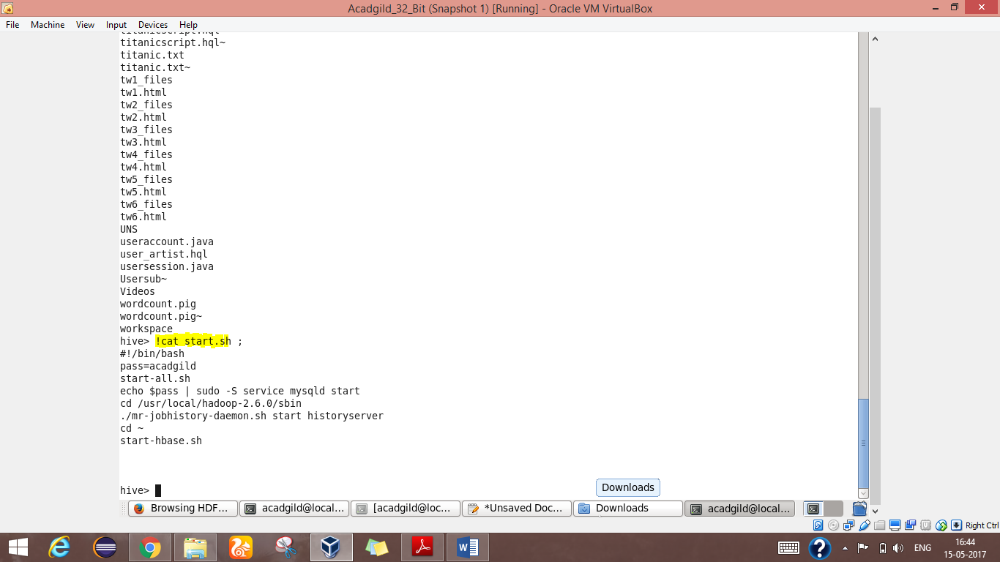 Acadgild_32_Bit (Snapshot 1) [Running] - Oracle VM VirtualBox
File Machine View Input Devices Help
titanicscript.hql
titanicscript.hql~
titanic.txt
titanic.txt~
tw1_files
tw1.html
tw2_files
tw2.html
tw3_files
tw3.html
tw4_files
tw4.html
tw5_files
tw5.html
tw6_files
tw6.html
UNS
useraccount.java
user_artist.hql
usersession.java
Usersub~
Videos
wordcount.pig
wordcount.pig~
workspace
hive> !cat start.sh ;
#!/bin/bash
pass=acadgild
start-all.sh
echo $pass | sudo -S service mysqld start
cd /usr/local/hadoop-2.6.0/sbin
./mr-jobhistory-daemon.sh start historyserver
cd ~
start-hbase.sh
hive>
Downloads
Browsing HDF... acadgild@local... [acadgild@loc... *Unsaved Doc... Downloads acadgild@local...
Right Ctrl
ENG 16:44
15-05-2017